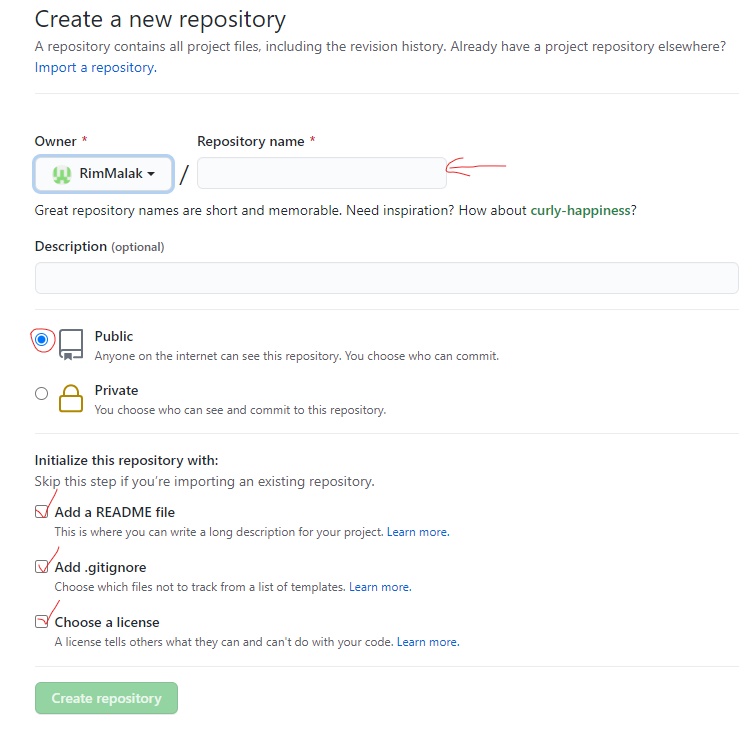 Create a new repository
A repository contains all project files, including the revision history. Already have a project repository elsewhere?
Import a repository.
Owner * Repository name *
RimMalak /
Great repository names are short and memorable. Need inspiration? How about curly-happiness?
Description (optional)
Public
Anyone on the internet can see this repository. You choose who can commit.
Private
You choose who can see and commit to this repository.
Initialize this repository with:
Skip this step if you're importing an existing repository.
Add a README file
This is where you can write a long description for your project. Learn more.
Add .gitignore
Choose which files not to track from a list of templates. Learn more.
Choose a license
A license tells others what they can and can't do with your code. Learn more.
Create repository